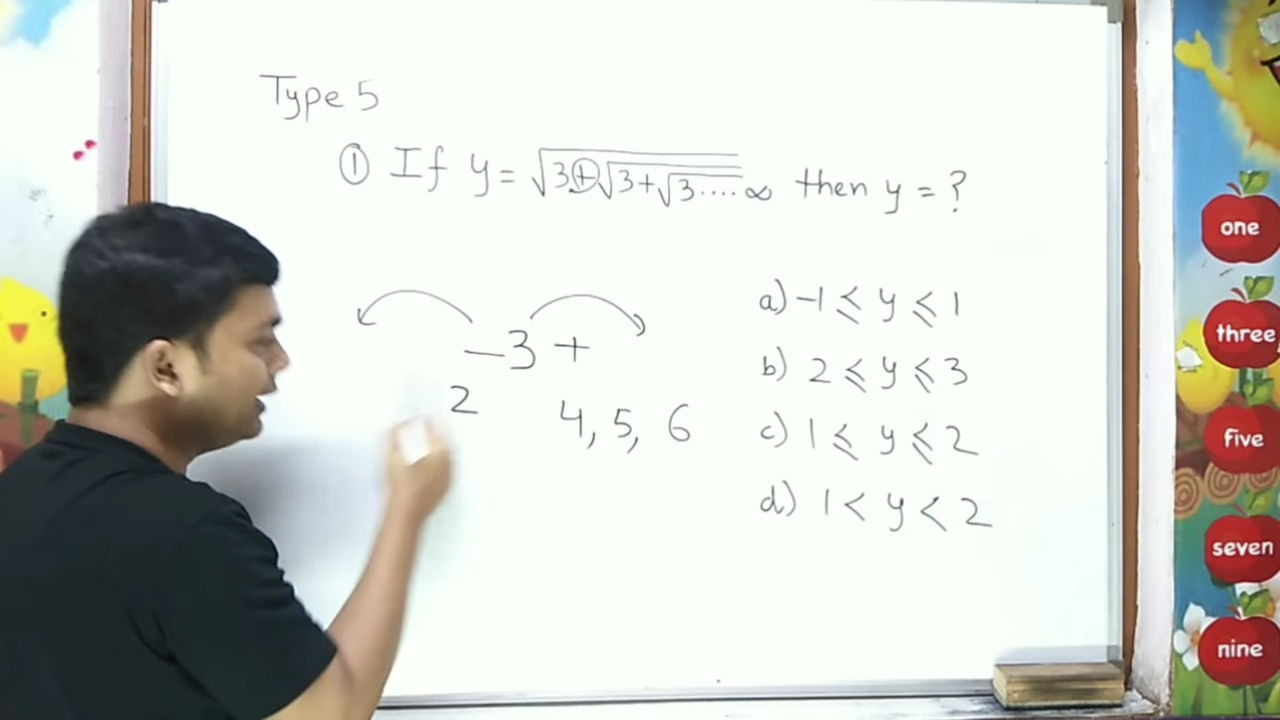 Type 5
① If y = √3+√3+√3....∞ then y = ?
−3 +
2
4, 5, 6
a) -1 ⩽ y ⩽ 1
b) 2 ⩽ y ⩽ 3
c) 1 ⩽ y ⩽ 2
d) 1 < y < 2
one
three
five
seven
nine